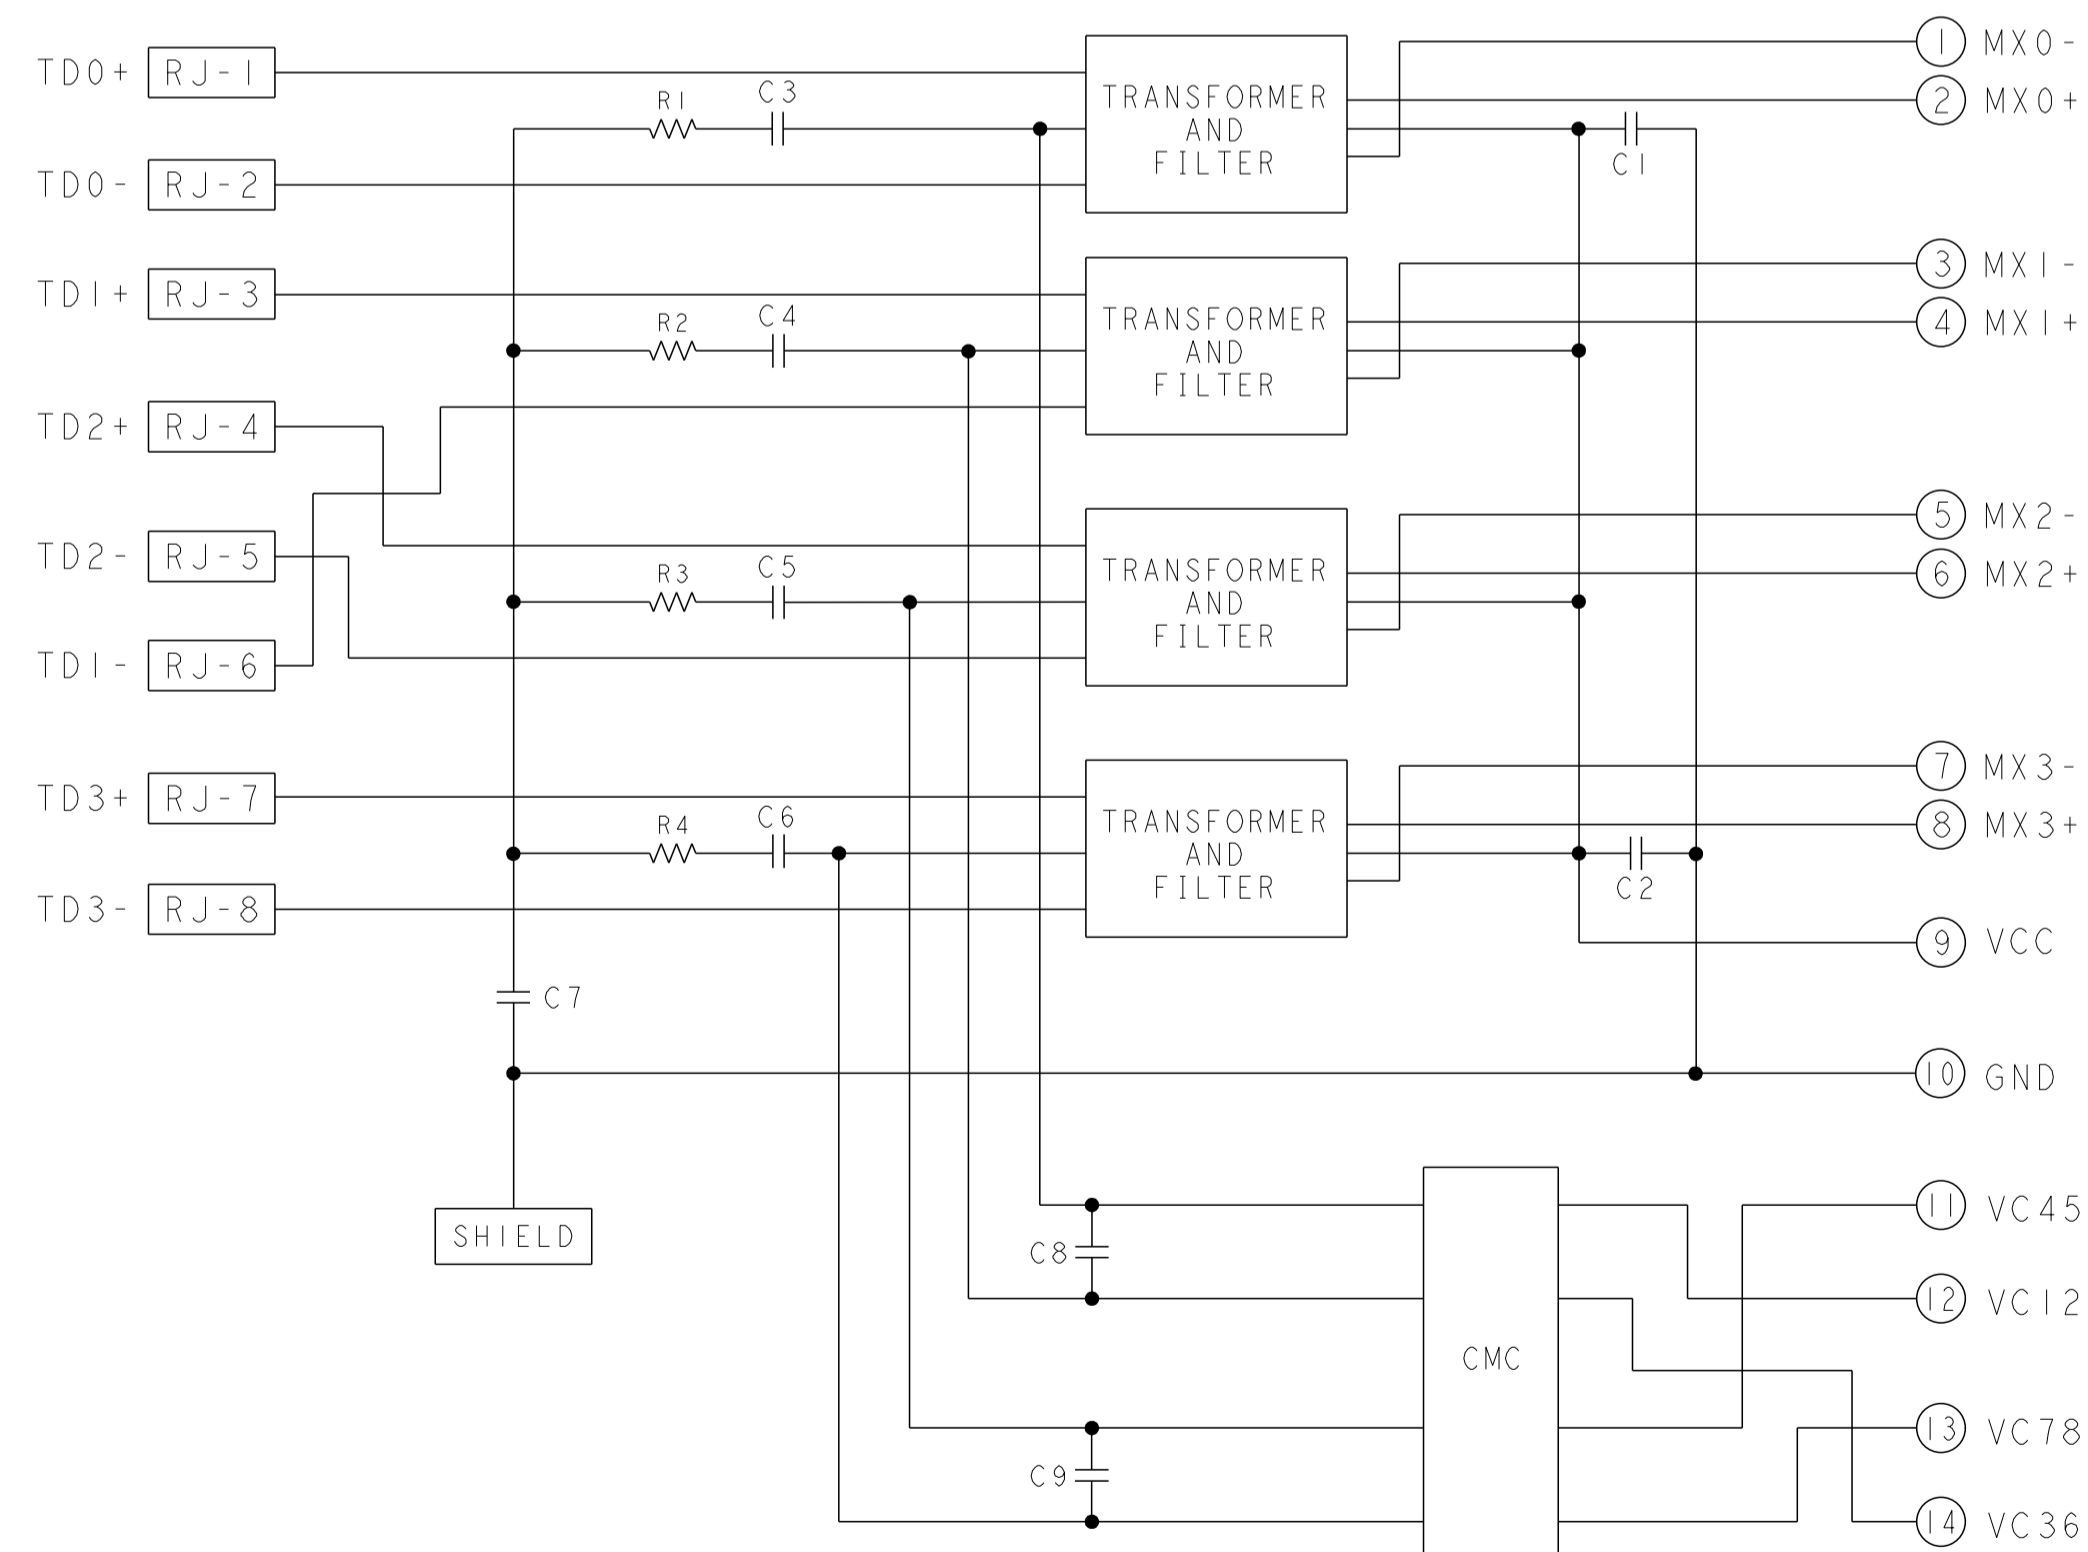 TD0+ RJ-1
TD0- RJ-2
TD1+ RJ-3
TD2+ RJ-4
TD2- RJ-5
TD1- RJ-6
TD3+ RJ-7
TD3- RJ-8
R1 C3
R2 C4
R3 C5
R4 C6
C7
SHIELD
TRANSFORMER
AND
FILTER
TRANSFORMER
AND
FILTER
TRANSFORMER
AND
FILTER
TRANSFORMER
AND
FILTER
C1
C2
C8
C9
CMC
1 MX0-
2 MX0+
3 MX1-
4 MX1+
5 MX2-
6 MX2+
7 MX3-
8 MX3+
9 VCC
10 GND
11 VC45
12 VC12
13 VC78
14 VC36